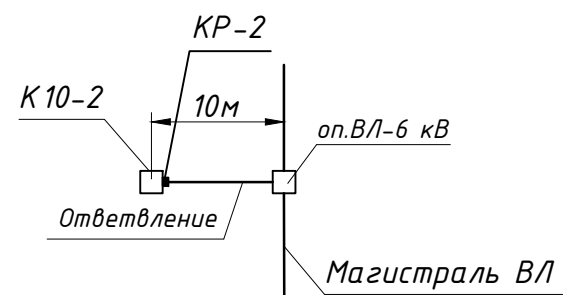 КР-2
К10-2
10м
оп.ВЛ-6 кВ
Ответвление
Магистраль ВЛ